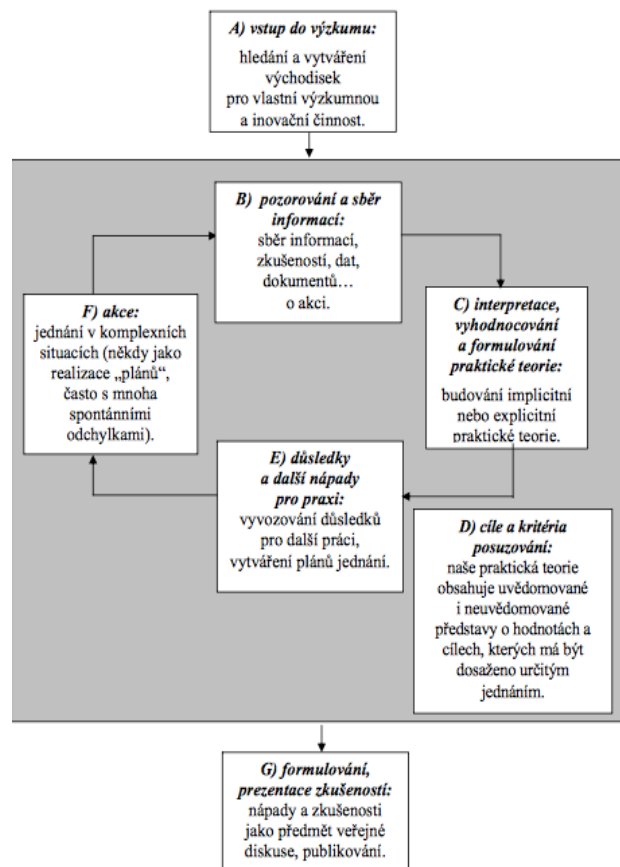 A) vstup do výzkumu:
hledání a vytváření
východisek
pro vlastní výzkumnou
a inovační činnost.
B) pozorování a sběr
informací:
sběr informací,
zkušeností, dat,
dokumentů…
o akci.
C) interpretace,
vyhodnocování
a formulování
praktické teorie:
budování implicitní
nebo explicitní
praktické teorie.
D) cíle a kritéria
posuzování:
naše praktická teorie
obsahuje uvědomované
i neuvědomované
představy o hodnotách a
cílech, kterých má být
dosaženo určitým
jednáním.
E) důsledky
a další nápady
pro praxi:
vyvozování důsledků
pro další práci,
vytváření plánů jednání.
F) akce:
jednání v komplexních
situacích (někdy jako
realizace „plánů“,
často s mnoha
spontánními
odchylkami).
G) formulování,
prezentace zkušeností:
nápady a zkušenosti
jako předmět veřejné
diskuse, publikování.